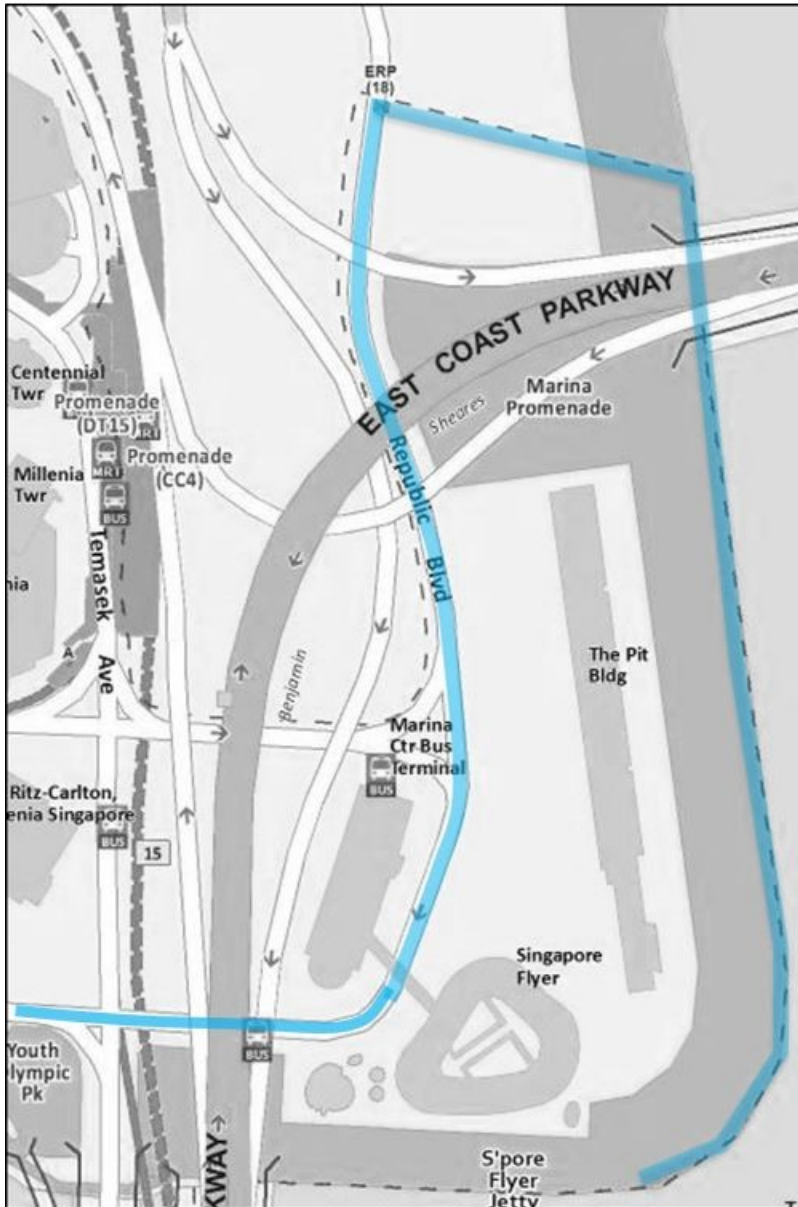 ERP
(18)
EAST COAST PARKWAY
Centennial
Twr
Promenade
(DT15)
MRT
Sheares
Marina
Promenade
Promenade
(CC4)
MRT
Millenia
Twr
BUS
Republic Blvd
Temasek Ave
nia
A
The Pit
Bldg
Benjamin
Marina
Ctr Bus
Terminal
BUS
Ritz-Carlton,
enia Singapore
BUS
15
Singapore
Flyer
BUS
Youth
lympic
Pk
KWAY
S'pore
Flyer
Jetty
T